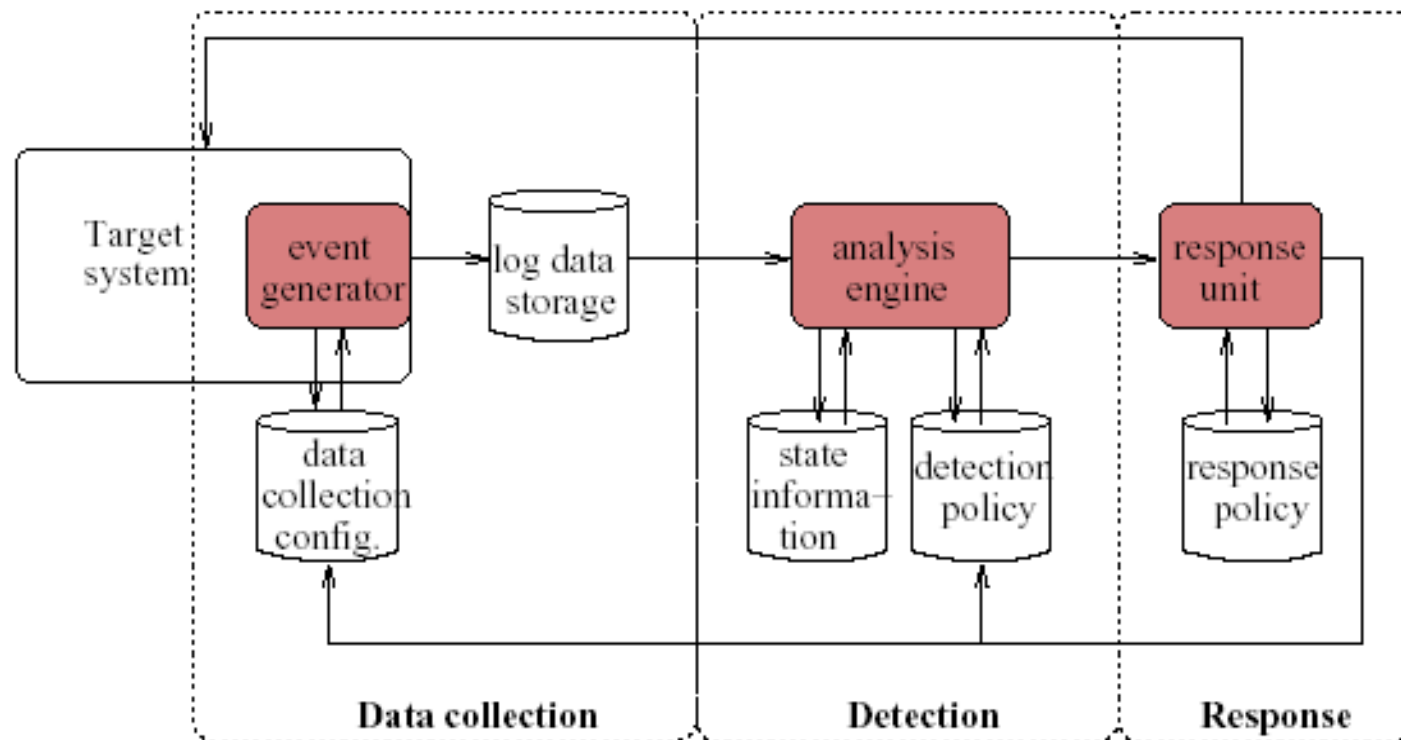 Target
system
event
generator
log data
storage
analysis
engine
response
unit
data
collection
config.
state
informa-
tion
detection
policy
response
policy
Data collection
Detection
Response